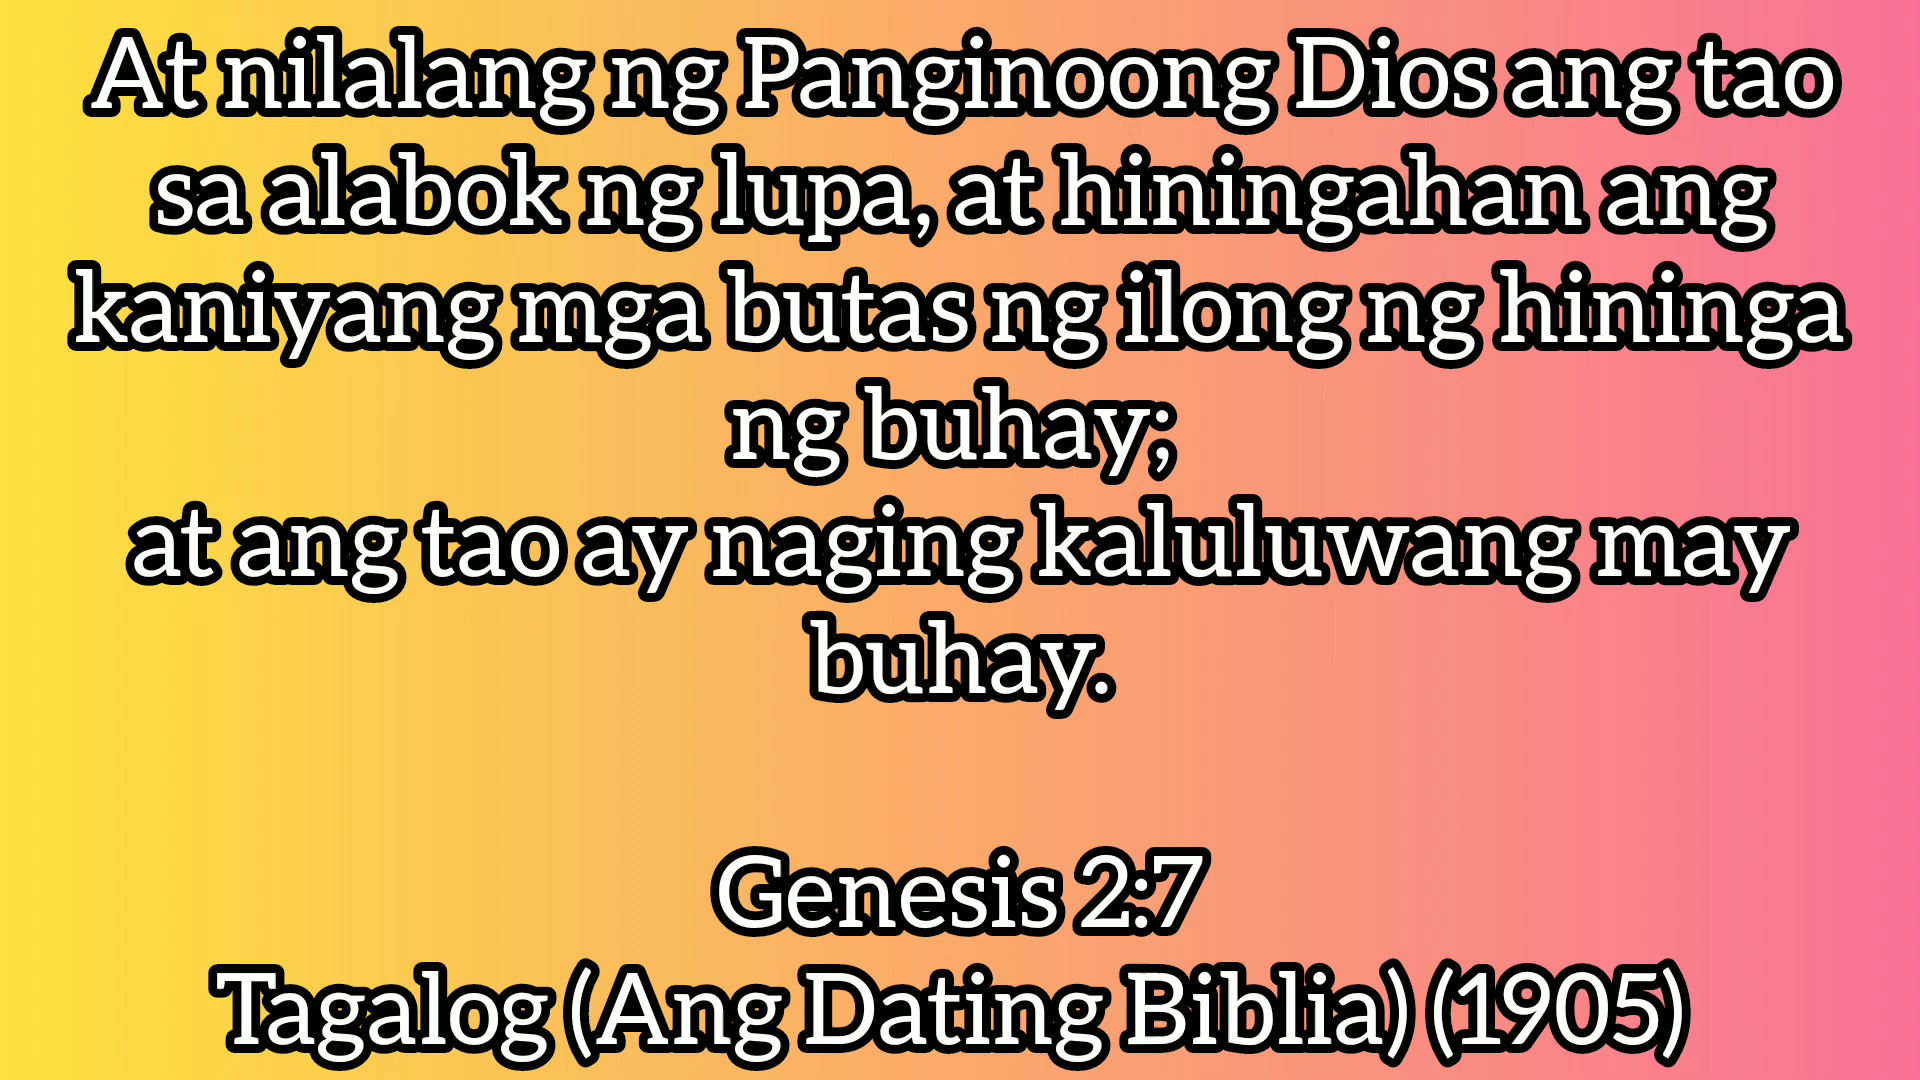 At nilalang ng Panginoong Dios ang tao
sa alabok ng lupa, at hiningahan ang
kaniyang mga butas ng ilong ng hininga
ng buhay;
at ang tao ay naging kaluluwang may
buhay.
Genesis 2:7
Tagalog (Ang Dating Biblia) (1905)